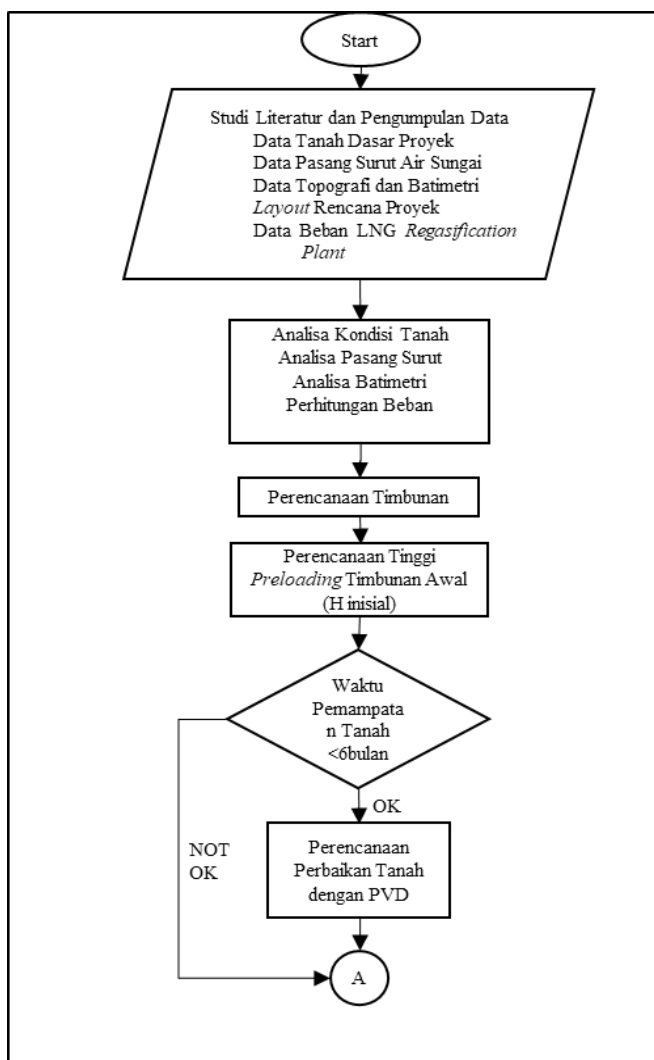 Start
Studi Literatur dan Pengumpulan Data
Data Tanah Dasar Proyek
Data Pasang Surut Air Sungai
Data Topografi dan Batimetri
Layout Rencana Proyek
Data Beban LNG Regasification
Plant
Analisa Kondisi Tanah
Analisa Pasang Surut
Analisa Batimetri
Perhitungan Beban
Perencanaan Timbunan
Perencanaan Tinggi
Preloading Timbunan Awal
(H inisial)
Waktu
Pemampata
n Tanah
<6bulan
OK
NOT
OK
Perencanaan
Perbaikan Tanah
dengan PVD
A